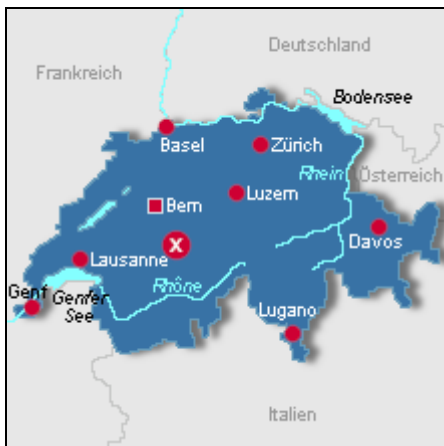 Deutschland
Frankreich
Bodensee
Basel
Zürich
Rhein
Österreich
Luzern
Bern
X
Davos
Lausanne
Rhône
Genf
Genfer
See
Lugano
Italien